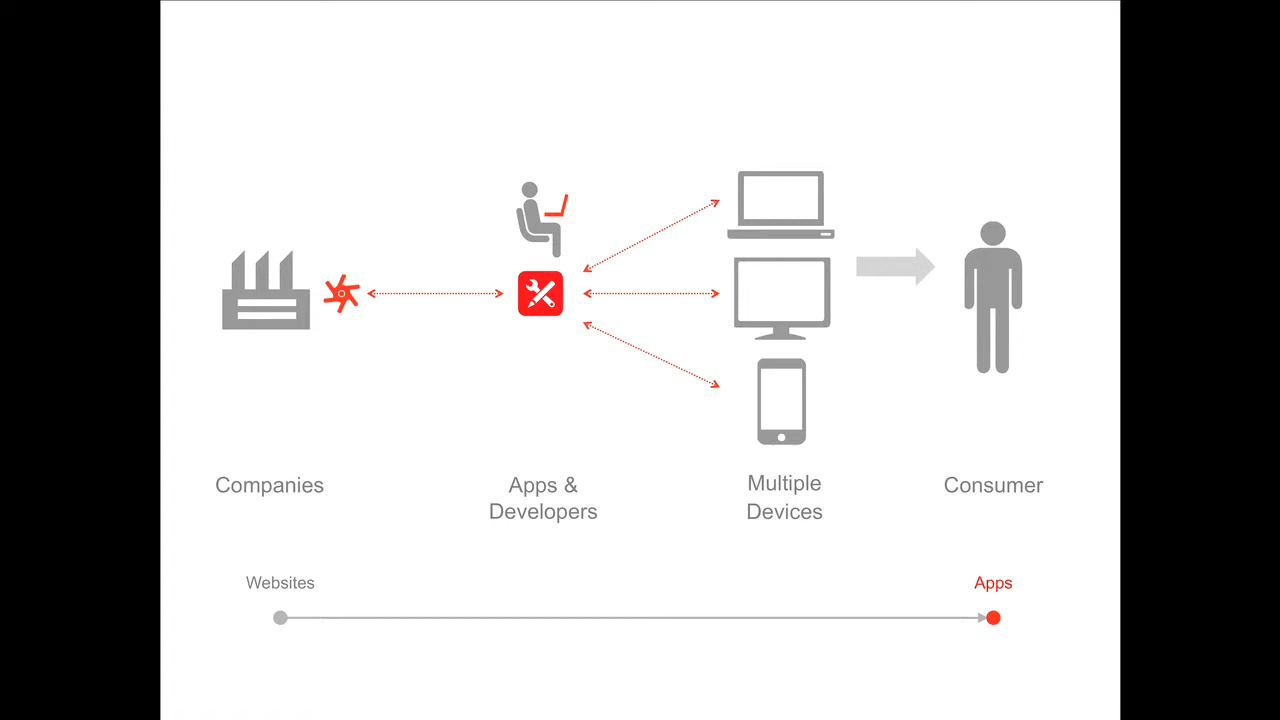 Companies
Apps &
Developers
Multiple
Devices
Consumer
Websites
Apps